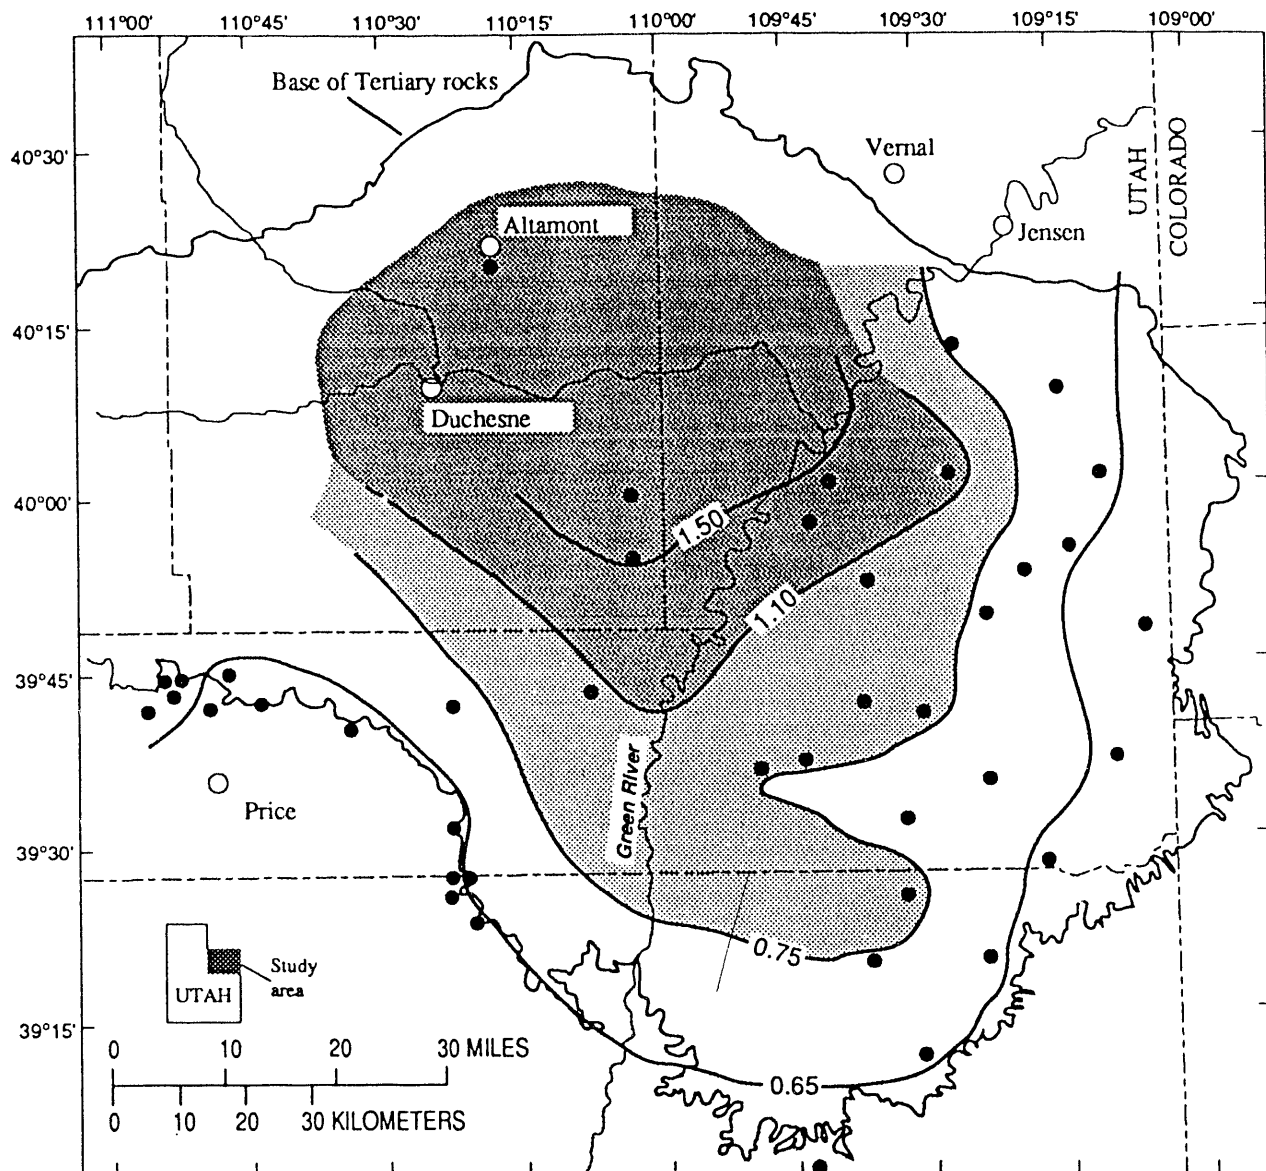 111°00'
110°45'
110°30'
110°15'
110°00'
109°45'
109°30'
109°15'
109°00'
Base of Tertiary rocks
40°30'
Vernal
UTAH
COLORADO
Altamont
Jensen
40°15'
Duchesne
40°00'
1.50
1.10
39°45'
Green River
Price
39°30'
0.75
Study
area
UTAH
39°15'
0 10 20 30 MILES
0.65
0 10 20 30 KILOMETERS